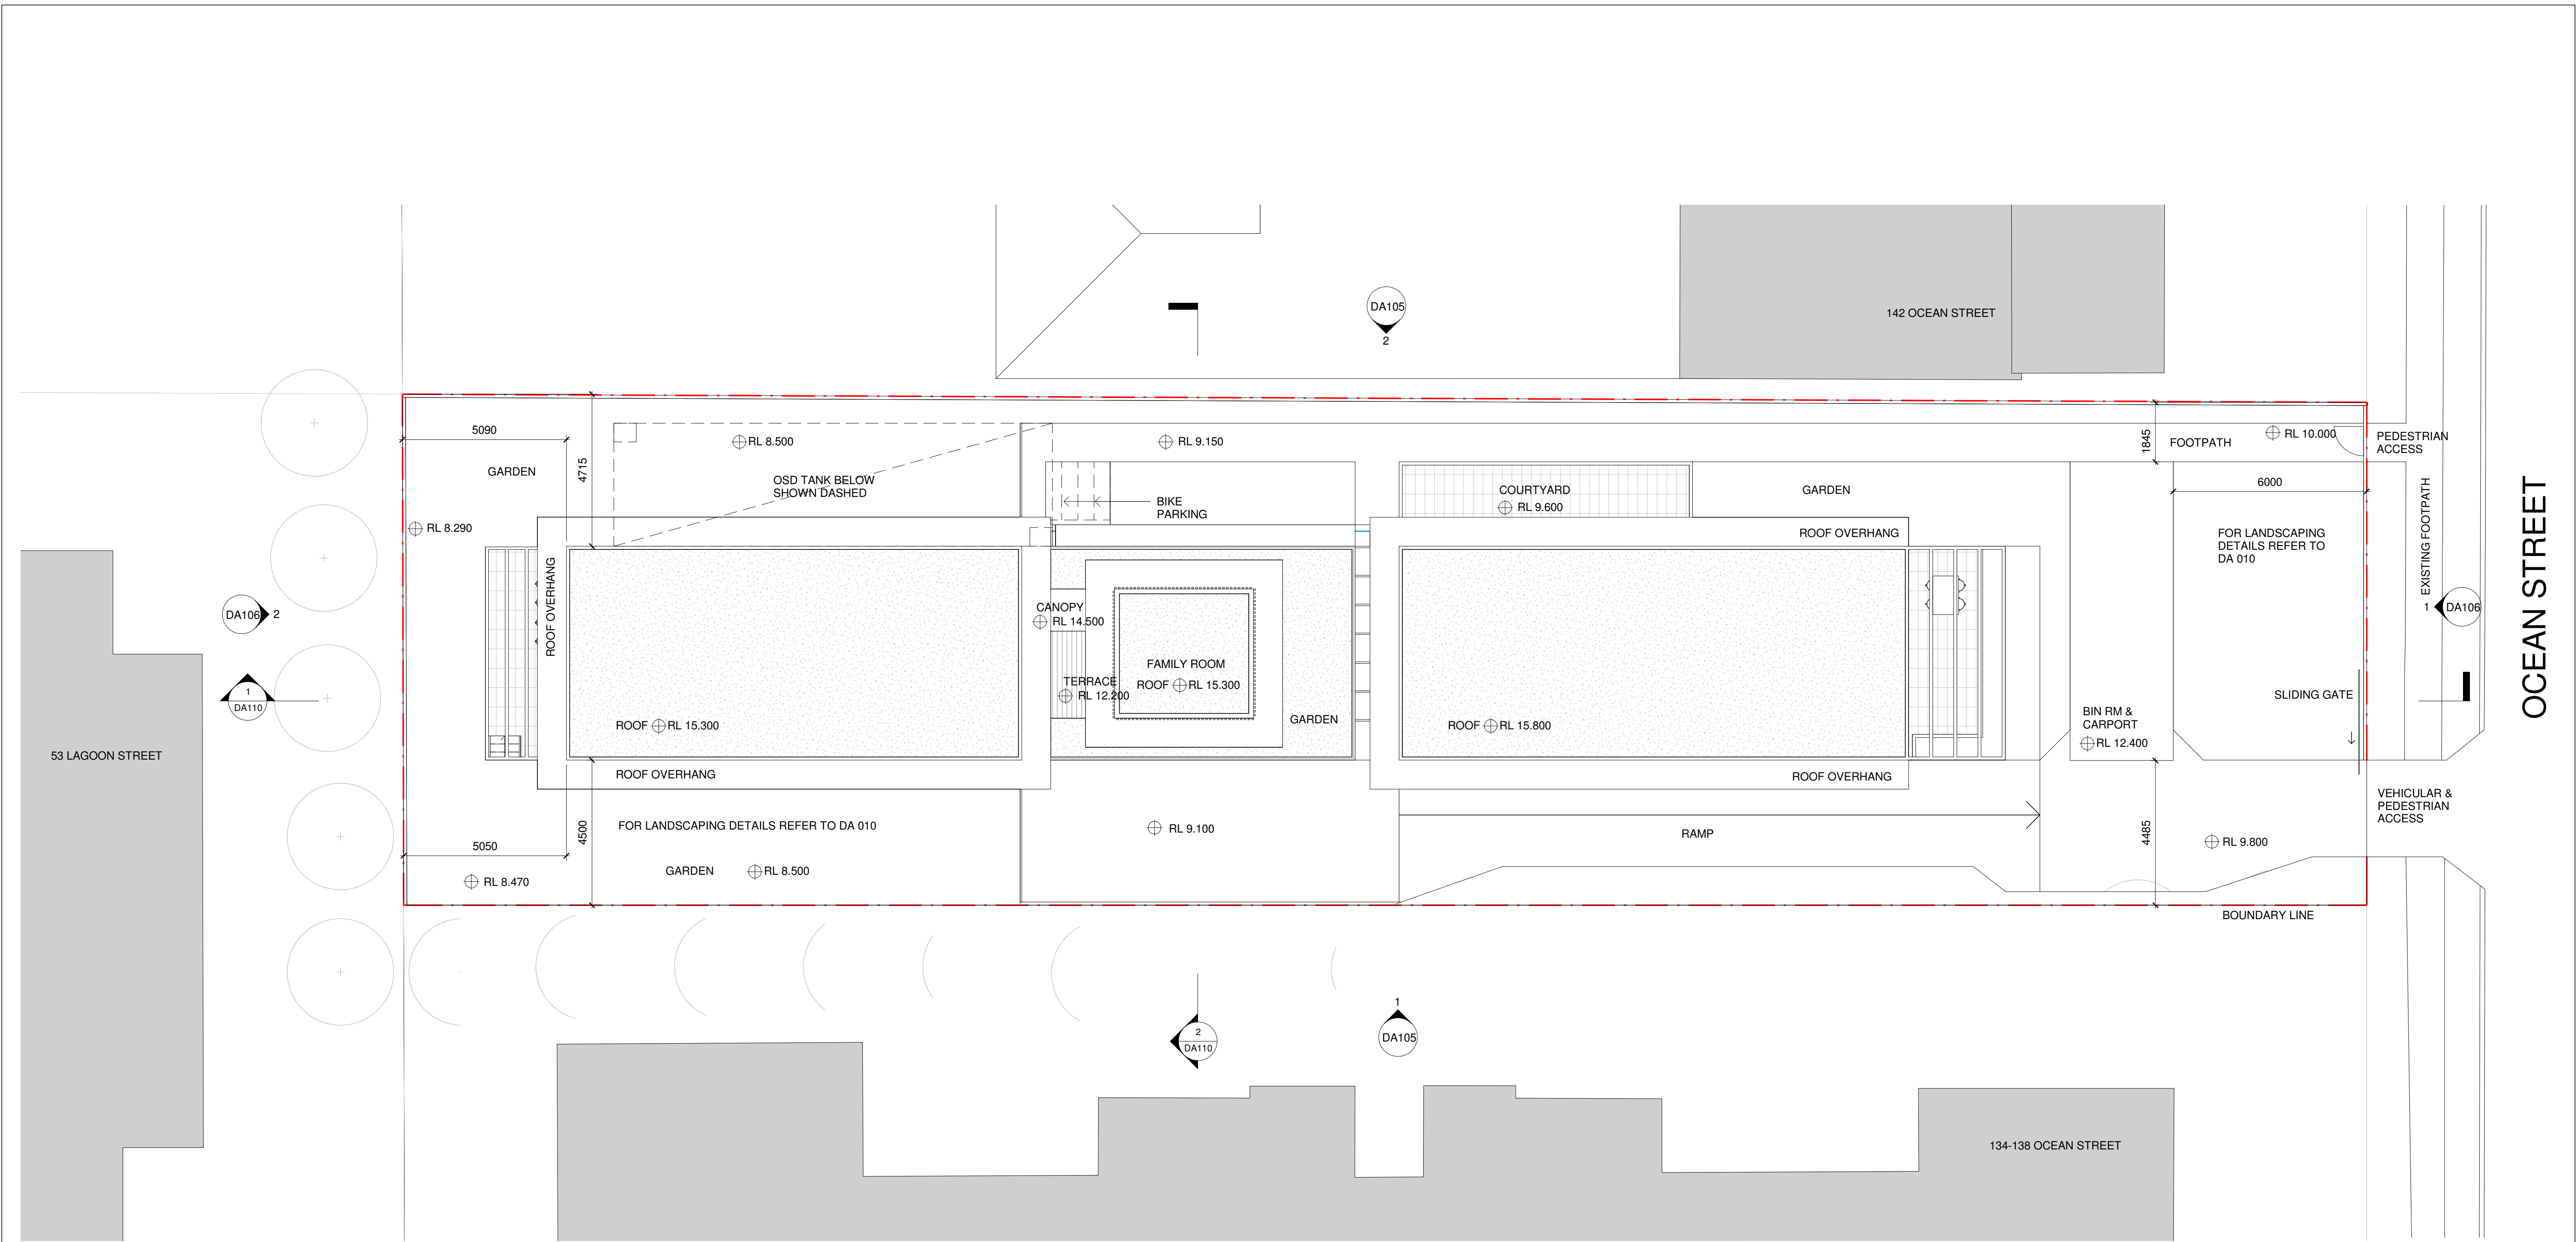 142 OCEAN STREET
DA105
2
5090
4715
GARDEN
RL 8.500
OSD TANK BELOW
SHOWN DASHED
RL 9.150
BIKE
PARKING
COURTYARD
RL 9.600
GARDEN
1845
FOOTPATH
RL 10.000
PEDESTRIAN
ACCESS
6000
EXISTING FOOTPATH
OCEAN STREET
RL 8.290
ROOF OVERHANG
ROOF OVERHANG
FOR LANDSCAPING
DETAILS REFER TO
DA 010
DA106
2
1
DA106
CANOPY
RL 14.500
FAMILY ROOM
ROOF RL 15.300
TERRACE
RL 12.200
GARDEN
1
DA110
SLIDING GATE
BIN RM &
CARPORT
RL 12.400
53 LAGOON STREET
ROOF RL 15.300
ROOF RL 15.800
ROOF OVERHANG
ROOF OVERHANG
VEHICULAR &
PEDESTRIAN
ACCESS
5050
4500
FOR LANDSCAPING DETAILS REFER TO DA 010
RL 9.100
RAMP
4485
RL 9.800
GARDEN
RL 8.500
RL 8.470
BOUNDARY LINE
2
DA110
1
DA105
134-138 OCEAN STREET